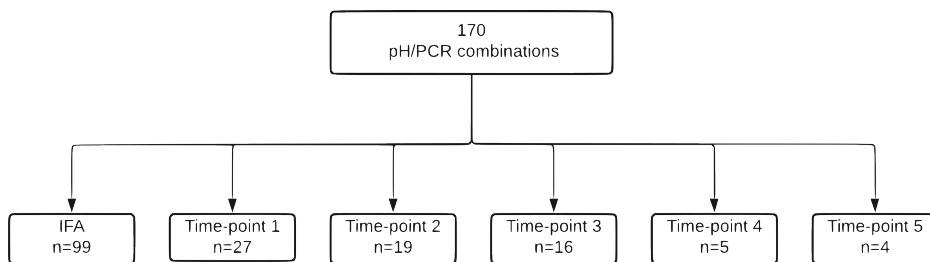 170
pH/PCR combinations
IFA
n=99
Time-point 1
n=27
Time-point 2
n=19
Time-point 3
n=16
Time-point 4
n=5
Time-point 5
n=4